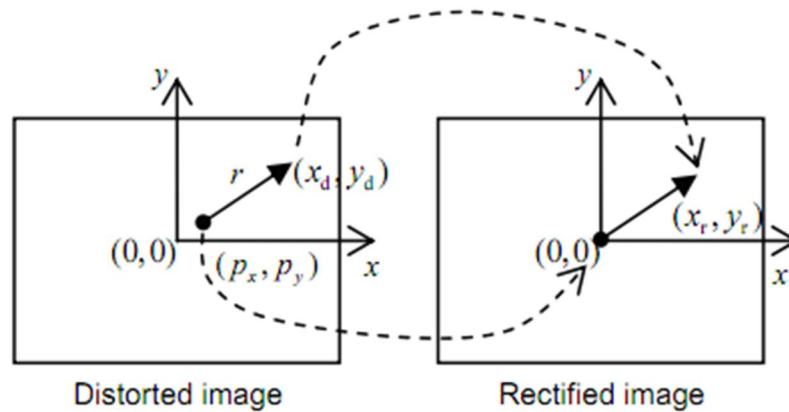 y
r
(x_d, y_d)
(0,0)
(p_x, p_y)
x
Distorted image
y
(x_r, y_r)
(0,0)
x
Rectified image